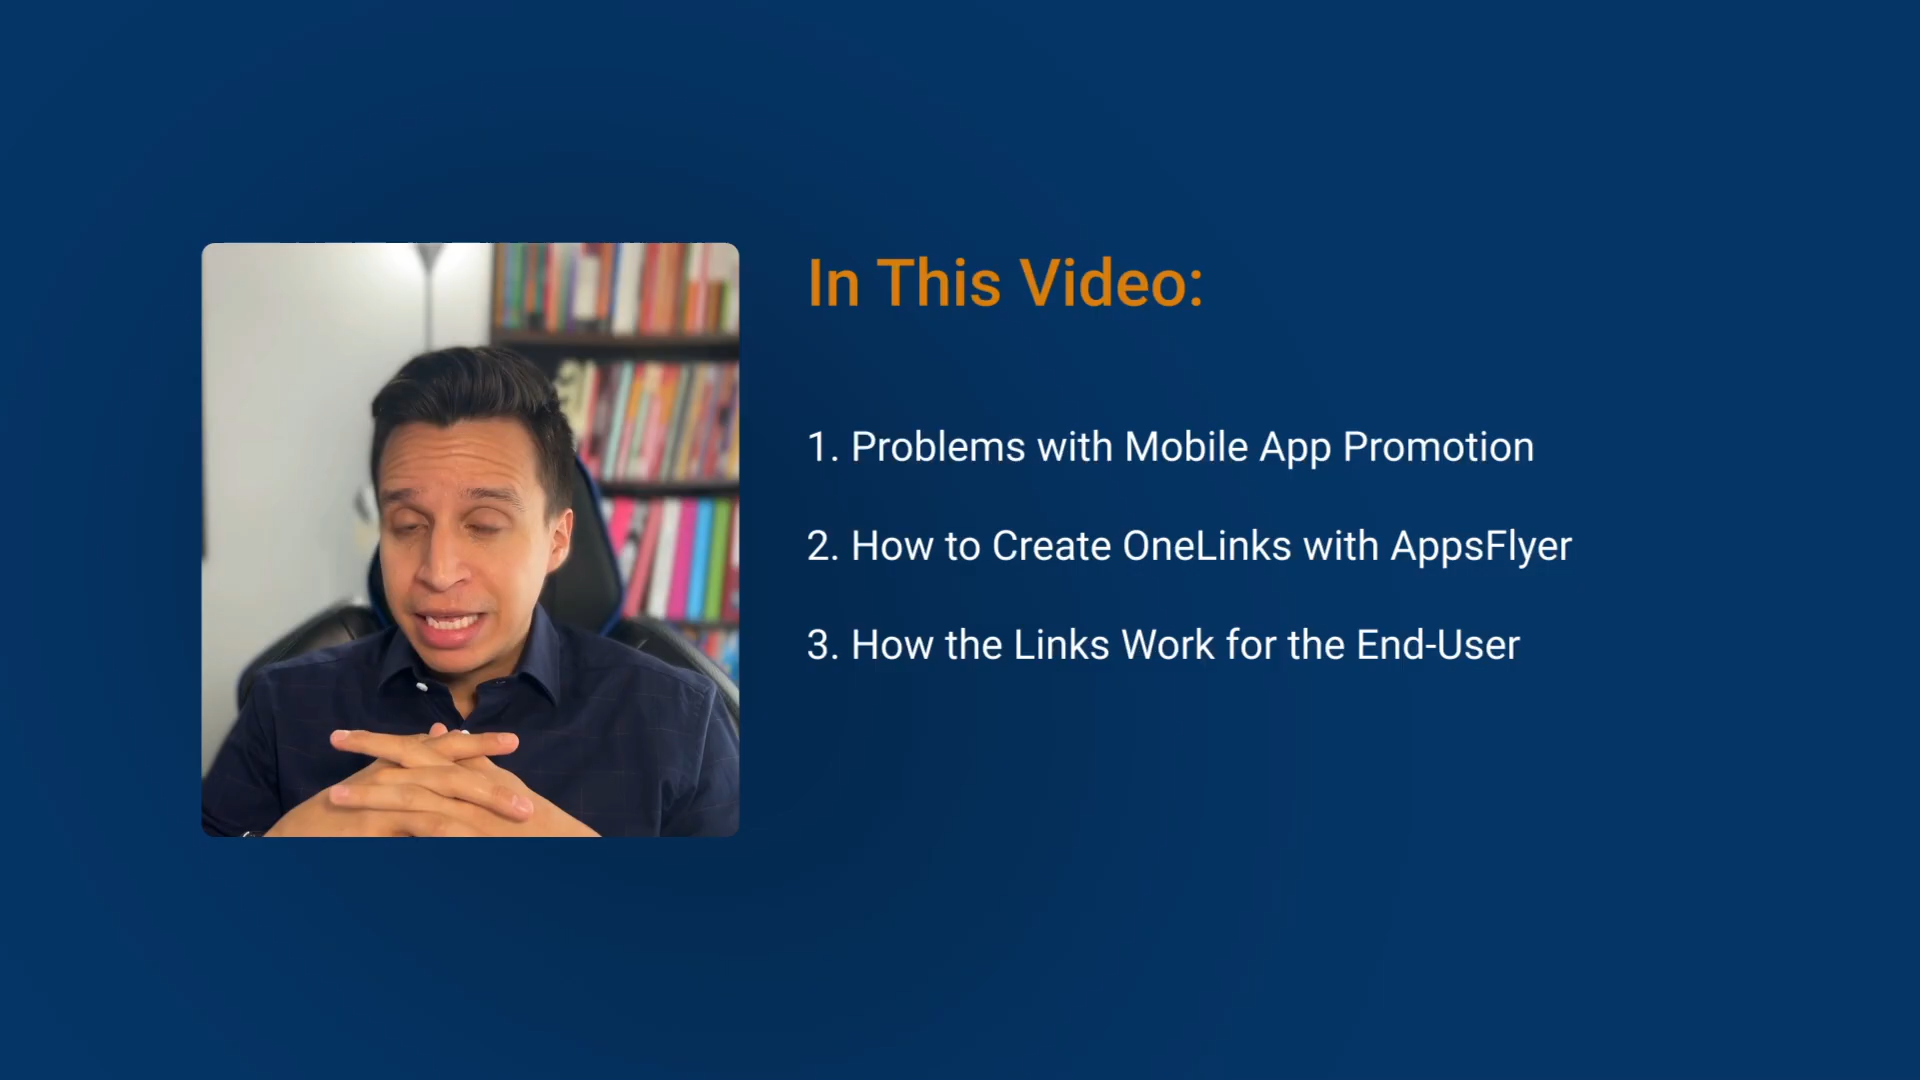 In This Video:
1. Problems with Mobile App Promotion
2. How to Create OneLinks with AppsFlyer
3. How the Links Work for the End-User